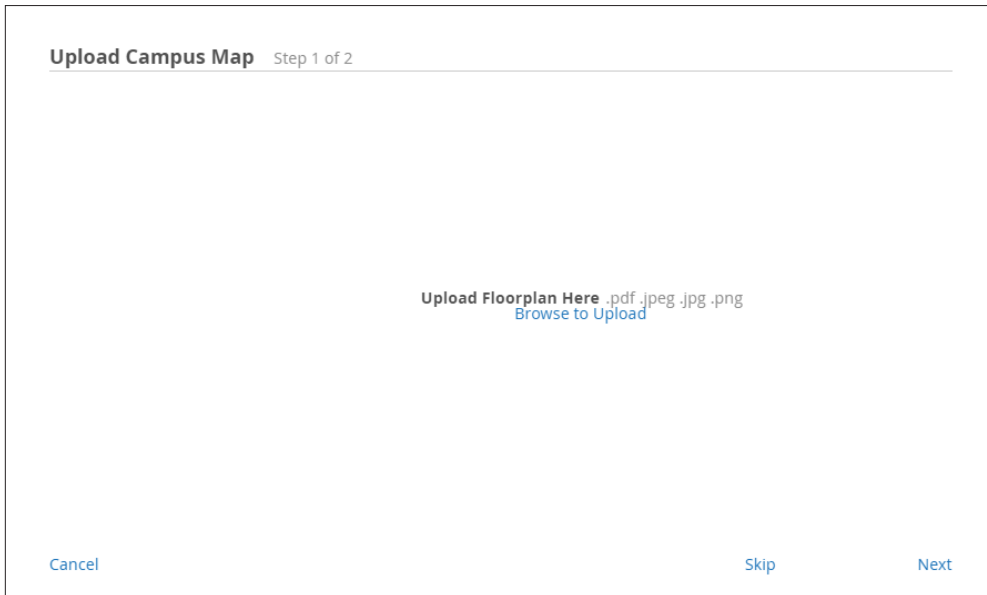 Upload Campus Map Step 1 of 2
Upload Floorplan Here .pdf .jpeg .jpg .png
Browse to Upload
Cancel Skip Next